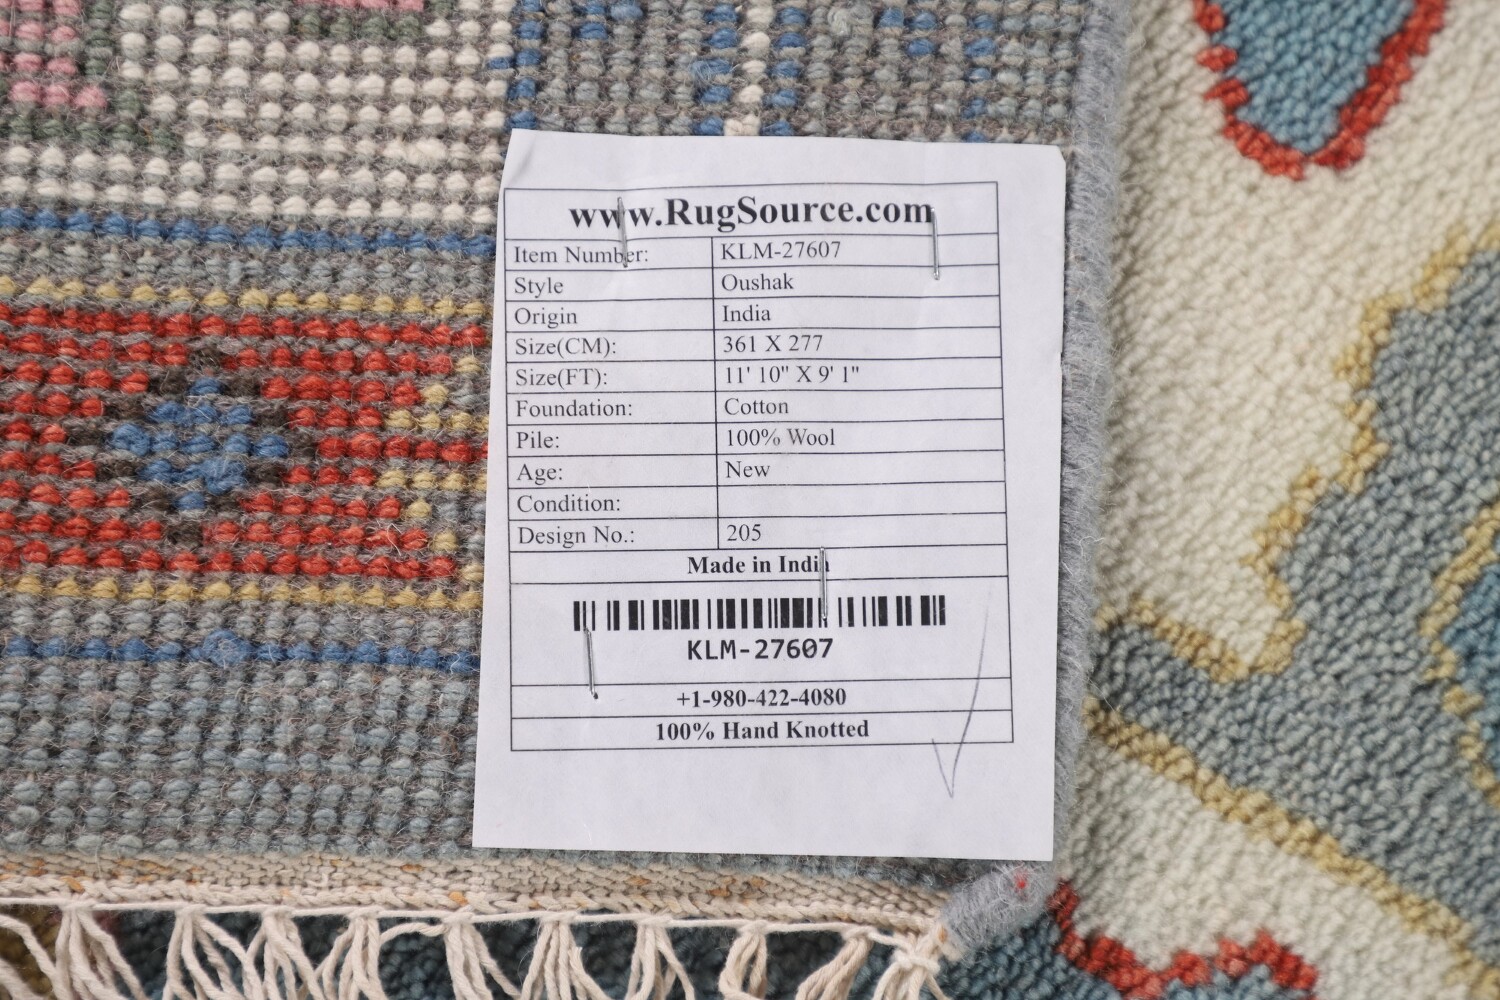 www.RugSource.com
Item Number: KLM-27607
Style Oushak
Origin India
Size(CM): 361 X 277
Size(FT): 11' 10" X 9' 1"
Foundation: Cotton
Pile: 100% Wool
Age: New
Condition:
Design No.: 205
Made in India
KLM-27607
+1-980-422-4080
100% Hand Knotted